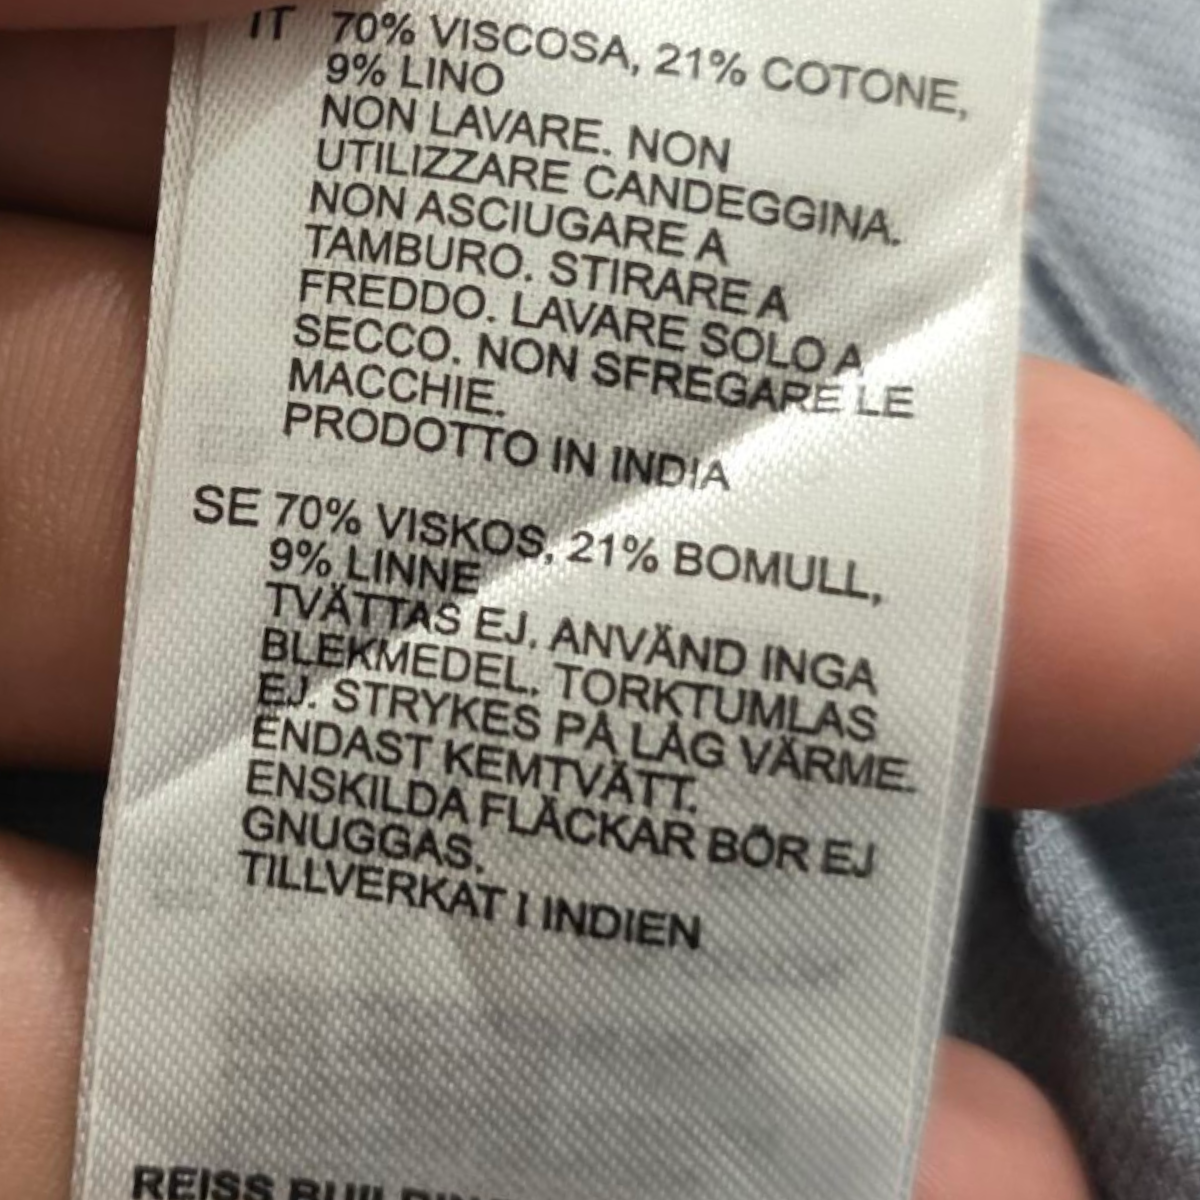 IT 70% VISCOSA, 21% COTONE,
9% LINO
NON LAVARE. NON
UTILIZZARE CANDEGGINA.
NON ASCIUGARE A
TAMBURO. STIRARE A
FREDDO. LAVARE SOLO A
SECCO. NON SFREGARE LE
MACCHIE.
PRODOTTO IN INDIA
SE 70% VISKOS, 21% BOMULL,
9% LINNE
TVÄTTAS EJ. ANVÄND INGA
BLEKMEDEL. TORKTUMLAS
EJ. STRYKES PÅ LÅG VÄRME.
ENDAST KEMTVÄTT.
ENSKILDA FLÄCKAR BÖR EJ
GNUGGAS.
TILLVERKAT I INDIEN
REISS